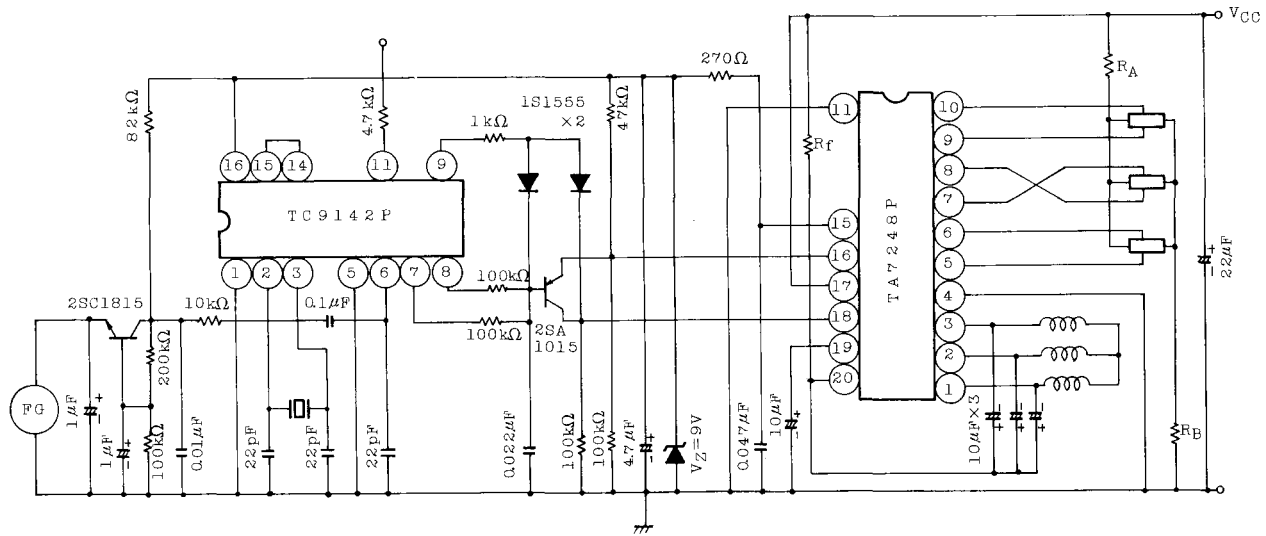 VCC
270Ω
RA
82kΩ
4.7kΩ
1S1555
×2
47kΩ
1kΩ
Rf
16
15
14
11
9
TC9142P
1
2
3
5
6
7
8
2SC1815
10kΩ
0.1μF
100kΩ
100kΩ
2SA
1015
200kΩ
100kΩ
FG
1μF
1μF
0.01μF
22pF
22pF
22pF
0.022μF
100kΩ
100kΩ
4.7μF
VZ=9V
0.047μF
10μF
11
15
16
17
18
19
20
TA7248P
10
9
8
7
6
5
4
3
2
1
10μF×3
RB
22μF
+
-
+
-
+
-
+
-
+
-
+
-
+
-
+
-
+
-